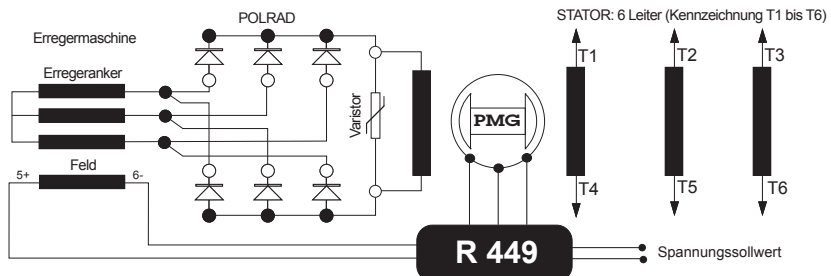 POLRAD
STATOR: 6 Leiter (Kennzeichnung T1 bis T6)
Erregermaschine
Erregeranker
Feld
5+
6-
Varistor
PMG
T1
T2
T3
T4
T5
T6
R 449
Spannungssollwert